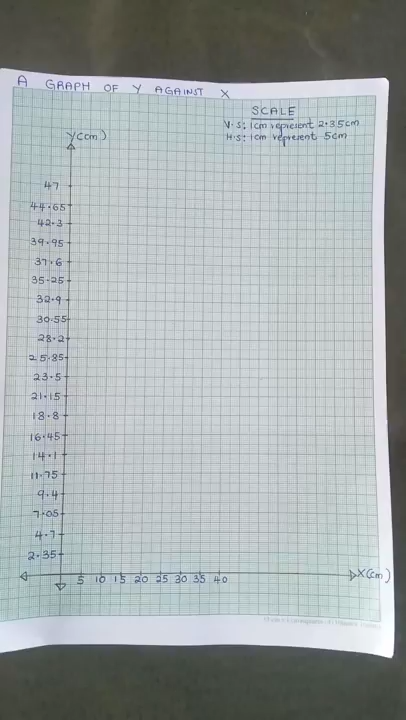 A GRAPH OF Y AGAINST X
SCALE
V.S: 1cm represent 2.35cm
H.S: 1cm represent 5cm
Y(cm)
47
44.65
42.3
39.95
37.6
35.25
32.9
30.55
28.2
25.85
23.5
21.15
18.8
16.45
14.1
11.75
9.4
7.05
4.7
2.35
5 10 15 20 25 30 35 40
X(cm)